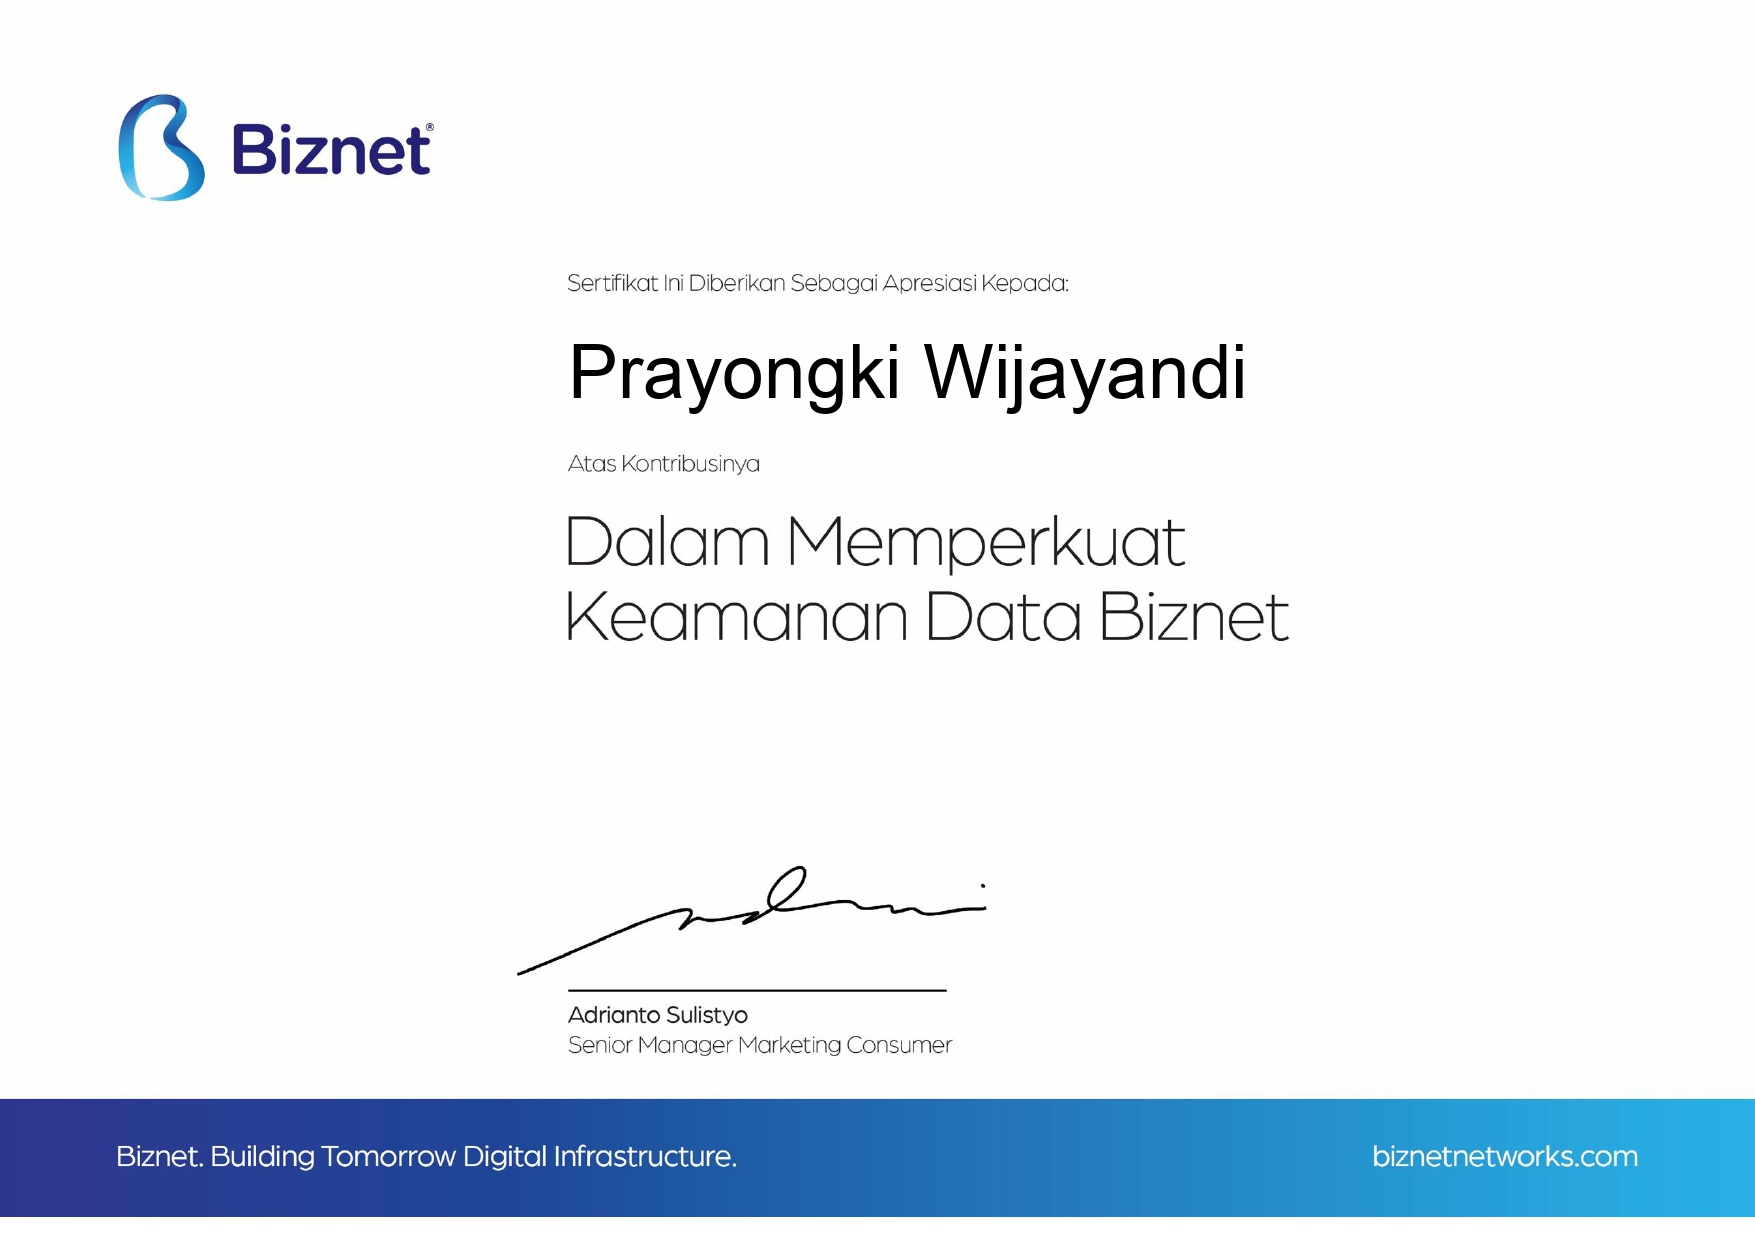 Biznet®
Sertifikat Ini Diberikan Sebagai Apresiasi Kepada:
Prayongki Wijayandi
Atas Kontribusinya
Dalam Memperkuat
Keamanan Data Biznet
Adrianto Sulistyo
Senior Manager Marketing Consumer
Biznet. Building Tomorrow Digital Infrastructure.
biznetnetworks.com